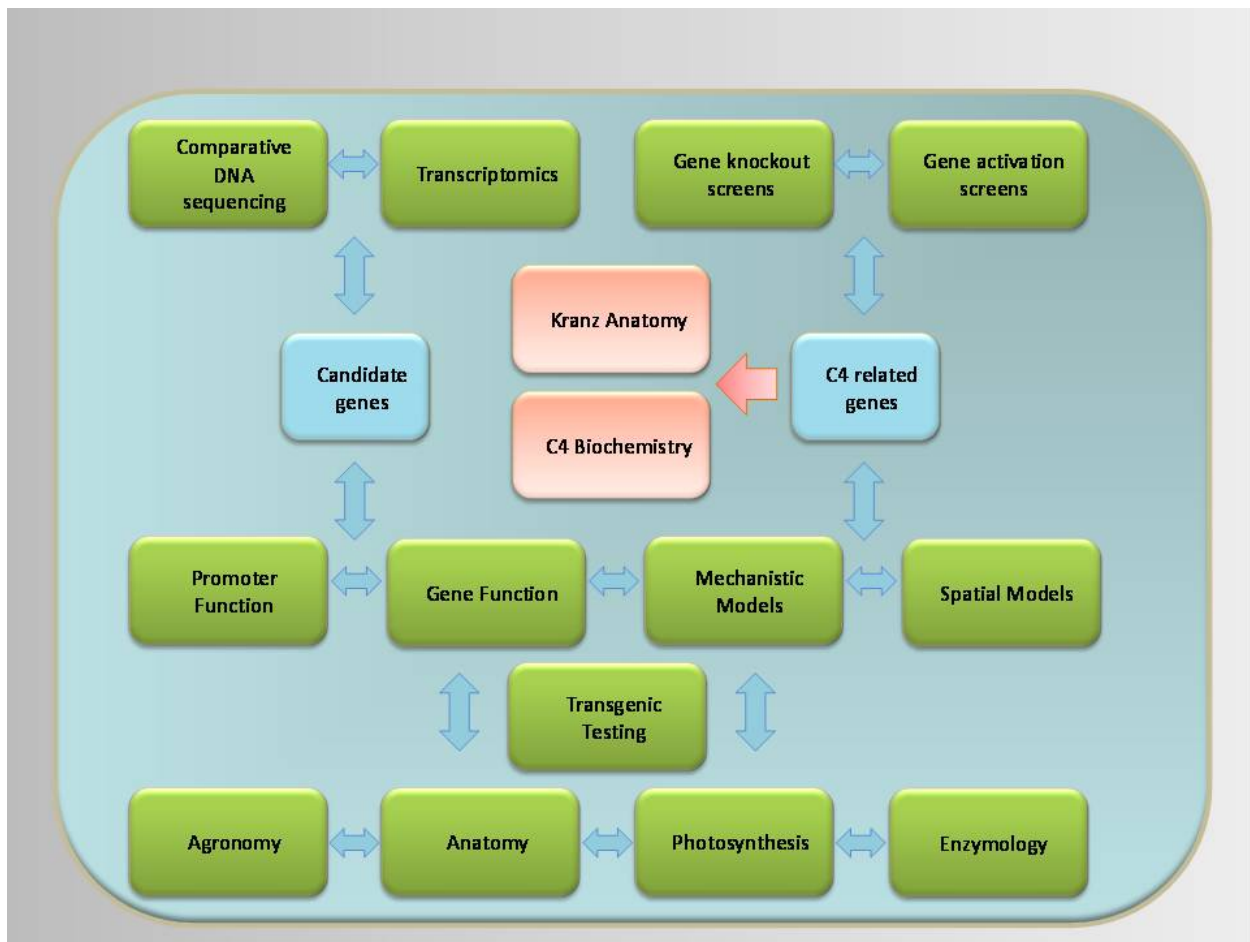 Comparative
DNA
sequencing
Transcriptomics
Gene knockout
screens
Gene activation
screens
Kranz Anatomy
Candidate
genes
C4 related
genes
C4 Biochemistry
Promoter
Function
Gene Function
Mechanistic
Models
Spatial Models
Transgenic
Testing
Agronomy
Anatomy
Photosynthesis
Enzymology